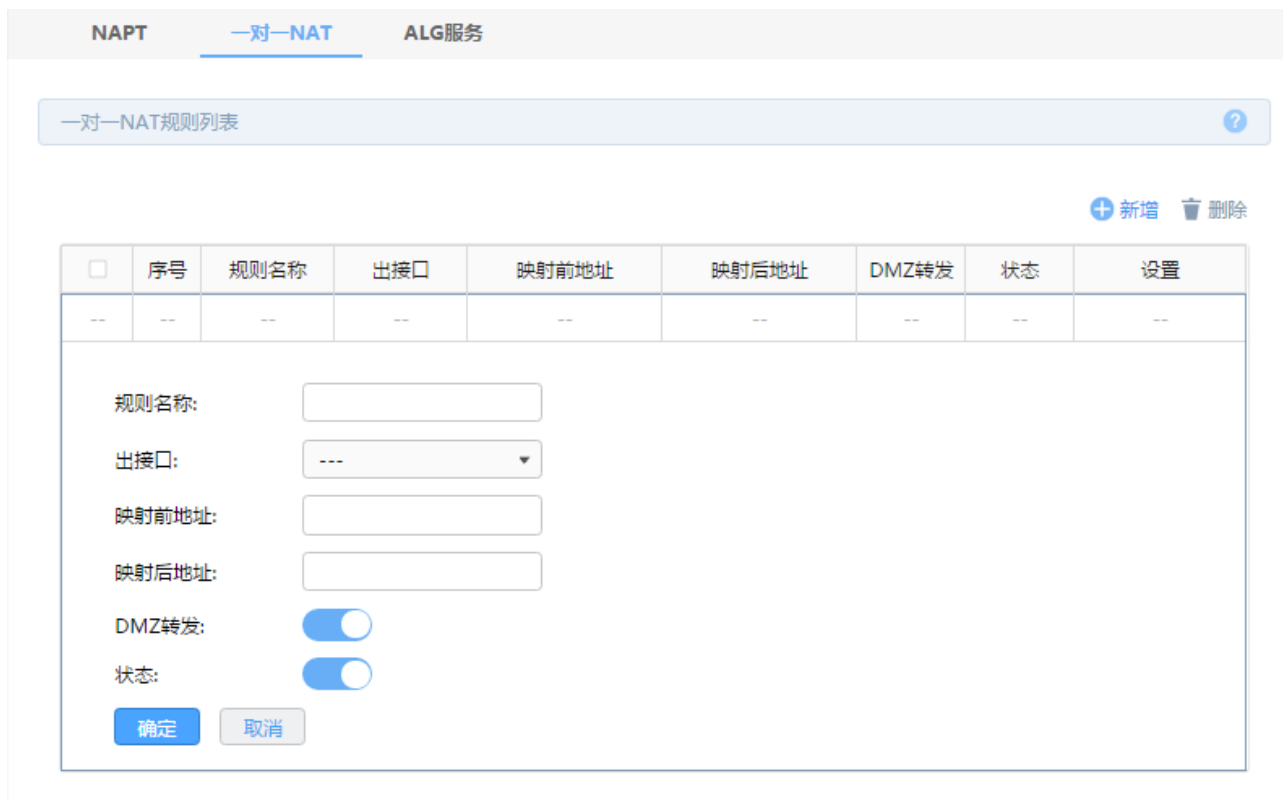 NAPT 一对一NAT ALG服务
一对一NAT规则列表 ?
新增 删除
序号 规则名称 出接口 映射前地址 映射后地址 DMZ转发 状态 设置
-- -- -- -- -- -- -- -- --
规则名称:
出接口: ---
映射前地址:
映射后地址:
DMZ转发:
状态:
确定 取消